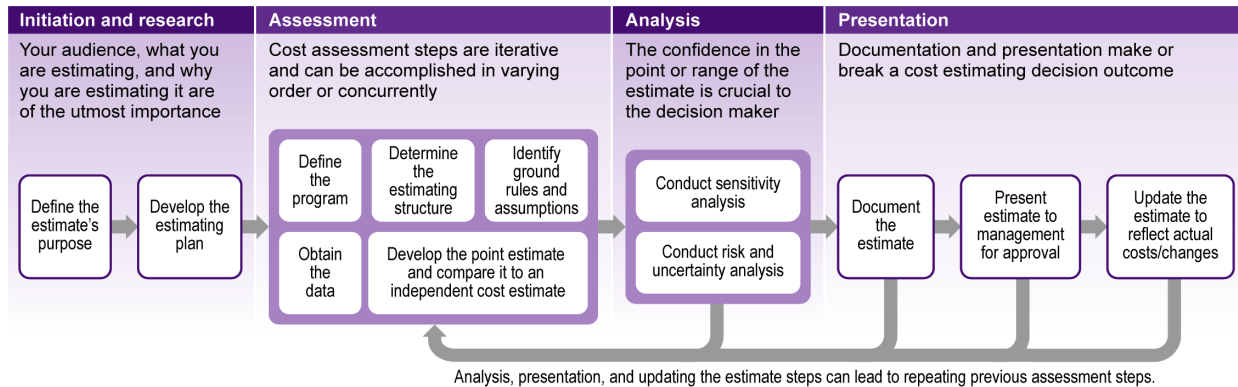 Initiation and research
Your audience, what you
are estimating, and why
you are estimating it are
of the utmost importance
Define the
estimate's
purpose
Develop the
estimating
plan
Assessment
Cost assessment steps are iterative
and can be accomplished in varying
order or concurrently
Define
the
program
Determine
the
estimating
structure
Identify
ground
rules and
assumptions
Obtain
the
data
Develop the point estimate
and compare it to an
independent cost estimate
Analysis
The confidence in the
point or range of the
estimate is crucial to
the decision maker
Conduct sensitivity
analysis
Conduct risk and
uncertainty analysis
Presentation
Documentation and presentation make or
break a cost estimating decision outcome
Document
the
estimate
Present
estimate to
management
for approval
Update the
estimate to
reflect actual
costs/changes
Analysis, presentation, and updating the estimate steps can lead to repeating previous assessment steps.